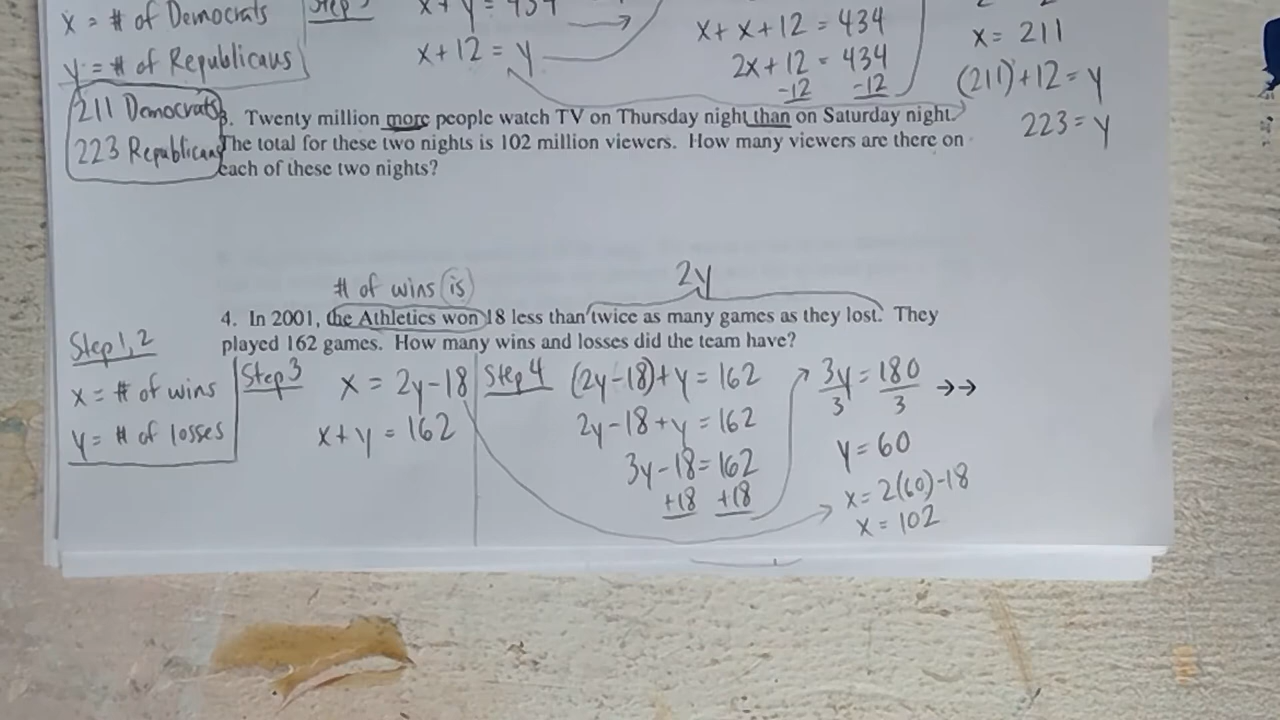 x = # of Democrats
y = # of Republicans
Step 3
x + y = 434
x + 12 = y
x + x + 12 = 434
2x + 12 = 434
-12 -12
x = 211
(211) + 12 = y
223 = y
211 Democrats
223 Republicans
3. Twenty million more people watch TV on Thursday night than on Saturday night.
The total for these two nights is 102 million viewers. How many viewers are there on
each of these two nights?
# of wins is
2y
4. In 2001, the Athletics won 18 less than twice as many games as they lost. They
played 162 games. How many wins and losses did the team have?
Step 1,2
x = # of wins
y = # of losses
Step 3
x = 2y-18
x + y = 162
Step 4
(2y-18)+y = 162
2y-18+y = 162
3y-18=162
+18 +18
3y = 180
3 3
y = 60
x = 2(60)-18
x = 102